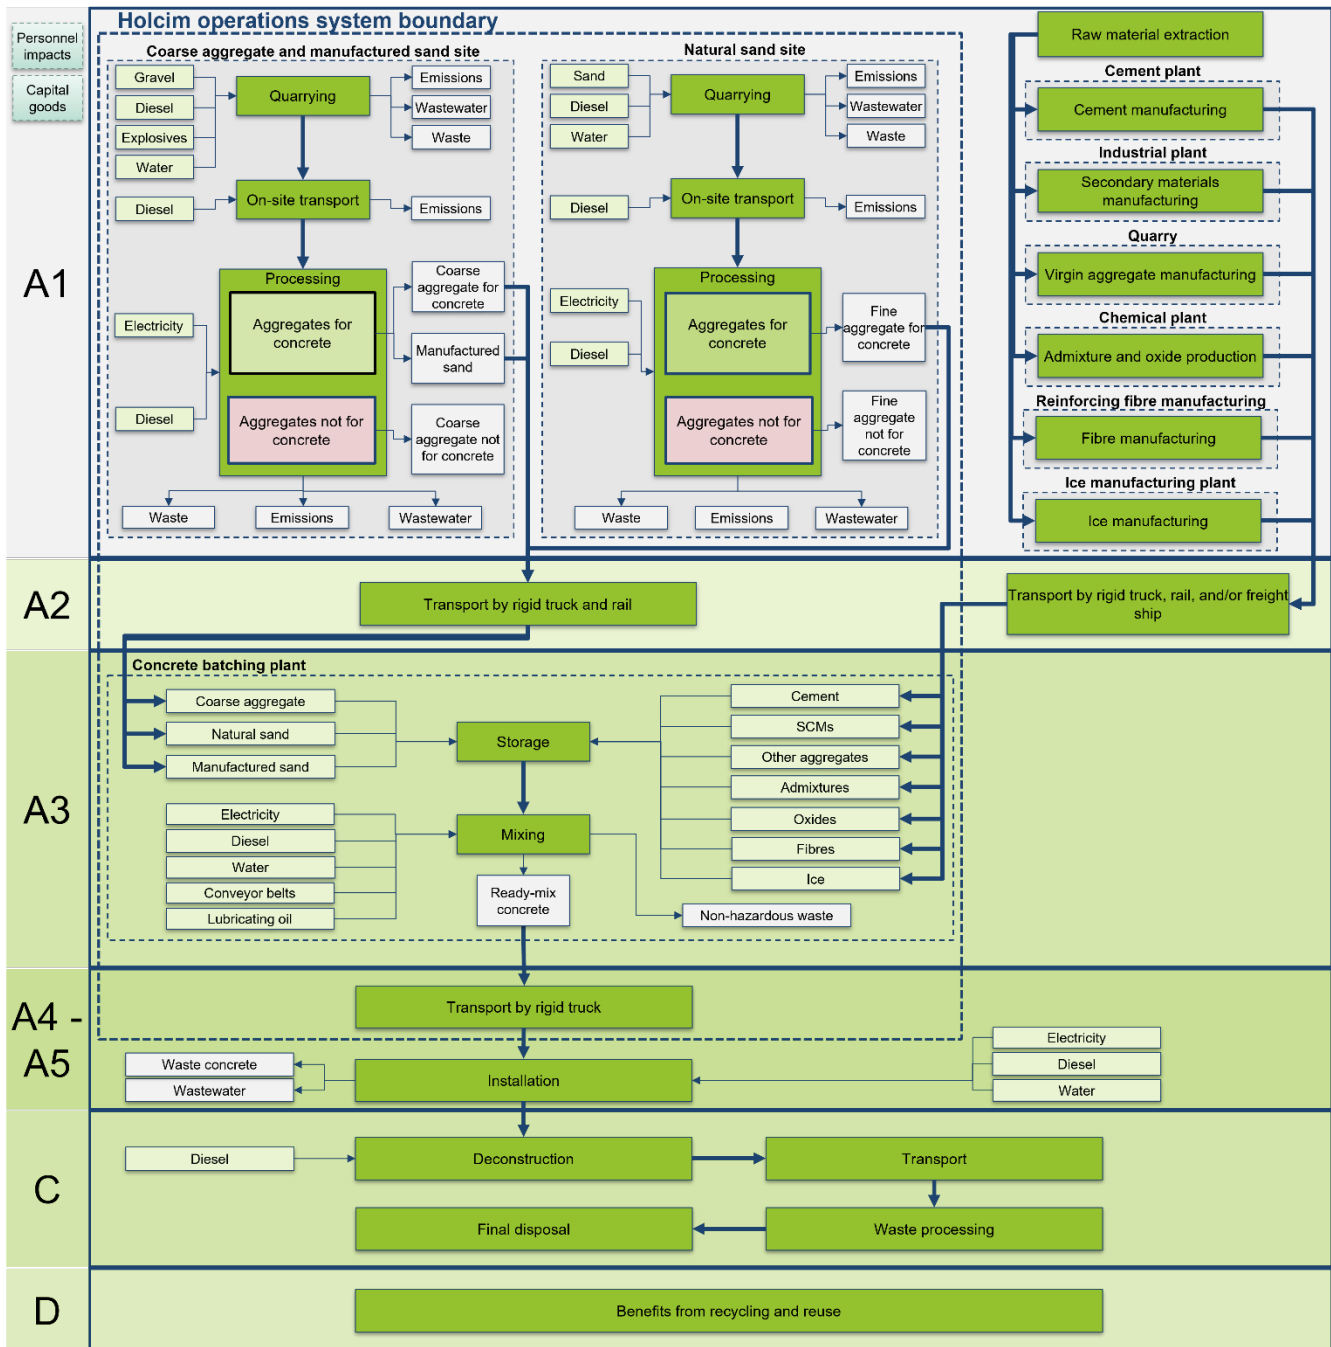 Holcim operations system boundary
Personnel
impacts
Capital
goods
A1
Coarse aggregate and manufactured sand site
Gravel
Diesel
Explosives
Water
Quarrying
Emissions
Wastewater
Waste
Diesel
On-site transport
Emissions
Electricity
Diesel
Processing
Aggregates for
concrete
Aggregates not for
concrete
Coarse
aggregate for
concrete
Manufactured
sand
Coarse
aggregate not
for concrete
Waste
Emissions
Wastewater
Natural sand site
Sand
Diesel
Water
Quarrying
Emissions
Wastewater
Waste
Diesel
On-site transport
Emissions
Electricity
Diesel
Processing
Aggregates for
concrete
Aggregates not for
concrete
Fine
aggregate for
concrete
Fine
aggregate
not for
concrete
Waste
Emissions
Wastewater
Raw material extraction
Cement plant
Cement manufacturing
Industrial plant
Secondary materials
manufacturing
Quarry
Virgin aggregate manufacturing
Chemical plant
Admixture and oxide production
Reinforcing fibre manufacturing
Fibre manufacturing
Ice manufacturing plant
Ice manufacturing
A2
Transport by rigid truck and rail
Transport by rigid truck, rail, and/or freight
ship
A3
Concrete batching plant
Coarse aggregate
Natural sand
Manufactured sand
Electricity
Diesel
Water
Conveyor belts
Lubricating oil
Storage
Mixing
Ready-mix
concrete
Cement
SCMs
Other aggregates
Admixtures
Oxides
Fibres
Ice
Non-hazardous waste
A4 -
A5
Transport by rigid truck
Waste concrete
Wastewater
Installation
Electricity
Diesel
Water
C
Diesel
Deconstruction
Transport
Final disposal
Waste processing
D
Benefits from recycling and reuse